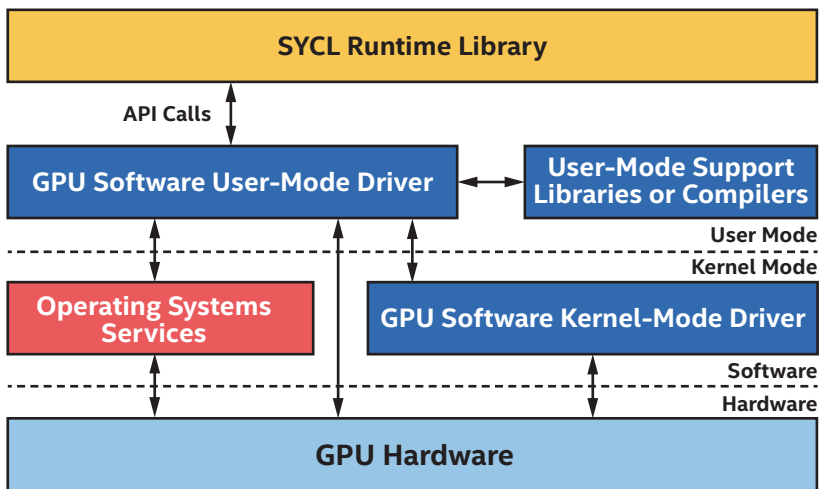 SYCL Runtime Library
API Calls
GPU Software User-Mode Driver
User-Mode Support
Libraries or Compilers
User Mode
Kernel Mode
Operating Systems
Services
GPU Software Kernel-Mode Driver
Software
Hardware
GPU Hardware